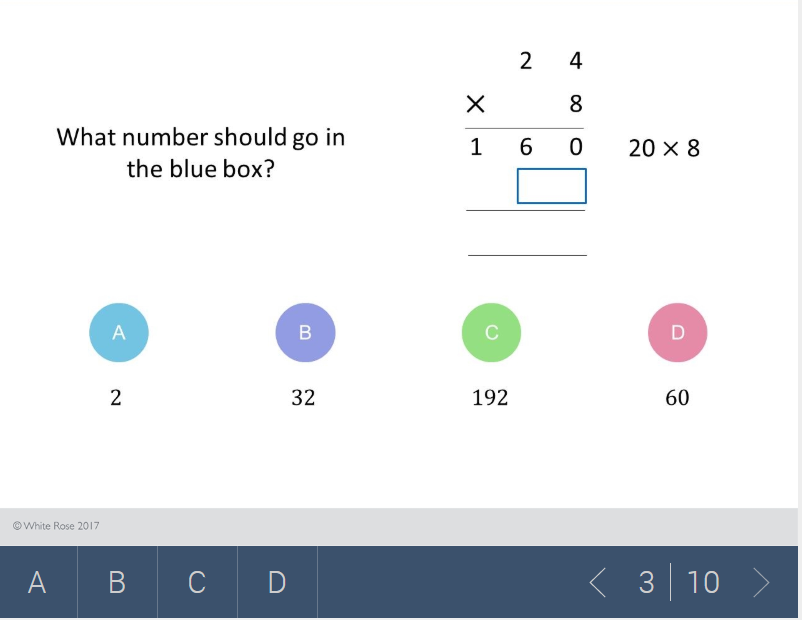 2 4
× 8
What number should go in
the blue box?
1 6 0 20 × 8
A B C D
2 32 192 60
© White Rose 2017
A B C D < 3 | 10 >